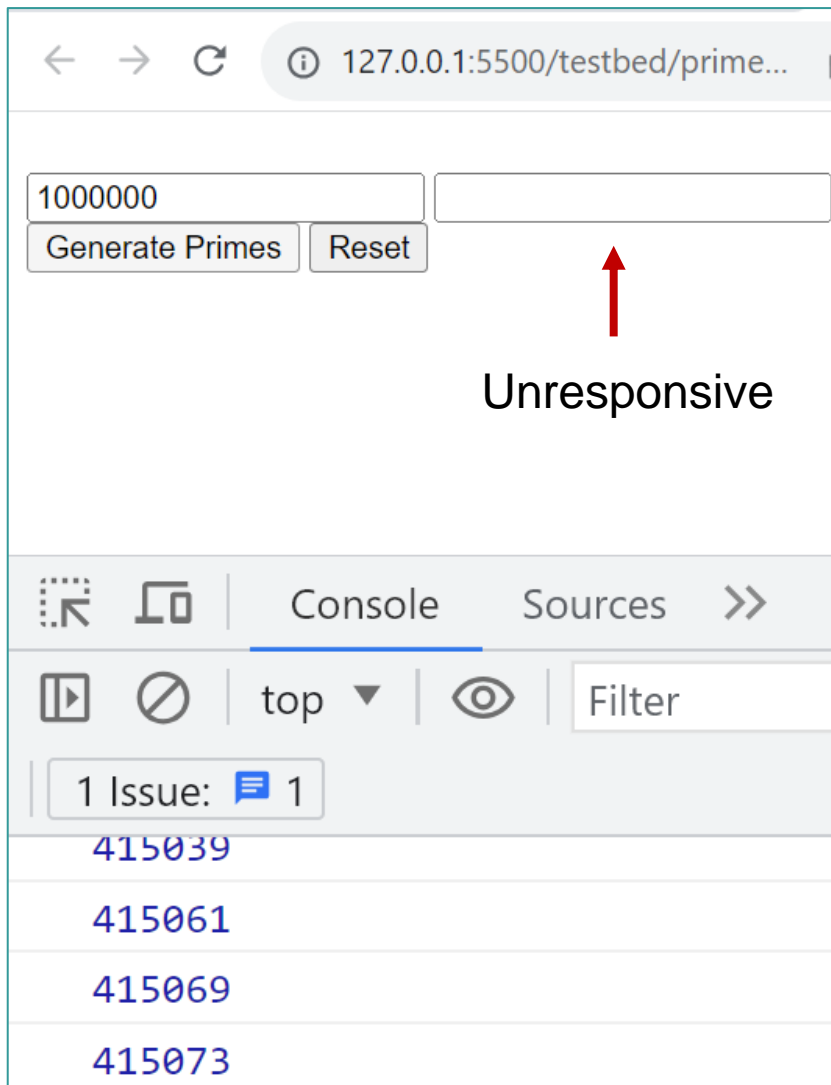 127.0.0.1:5500/testbed/prime...
1000000
Generate Primes Reset
Unresponsive
Console Sources
top Filter
1 Issue: 1
415039
415061
415069
415073